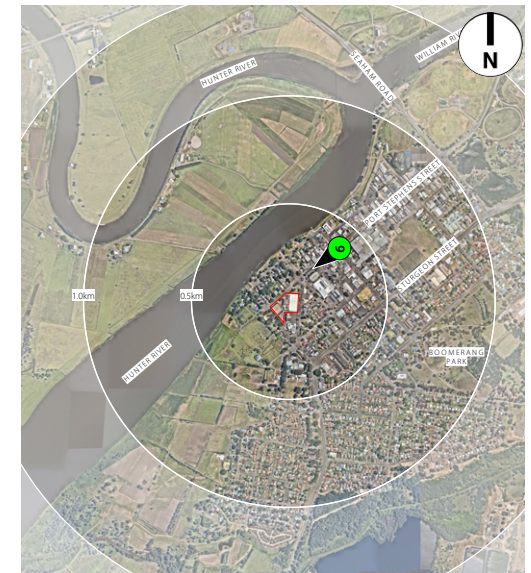 HUNTER RIVER
SEAHAM ROAD
WILLIAM RIV
N
PORT STEPHENS STREET
STURGEON STREET
6
1.0km
0.5km
HUNTER RIVER
BOOMERANG
PARK